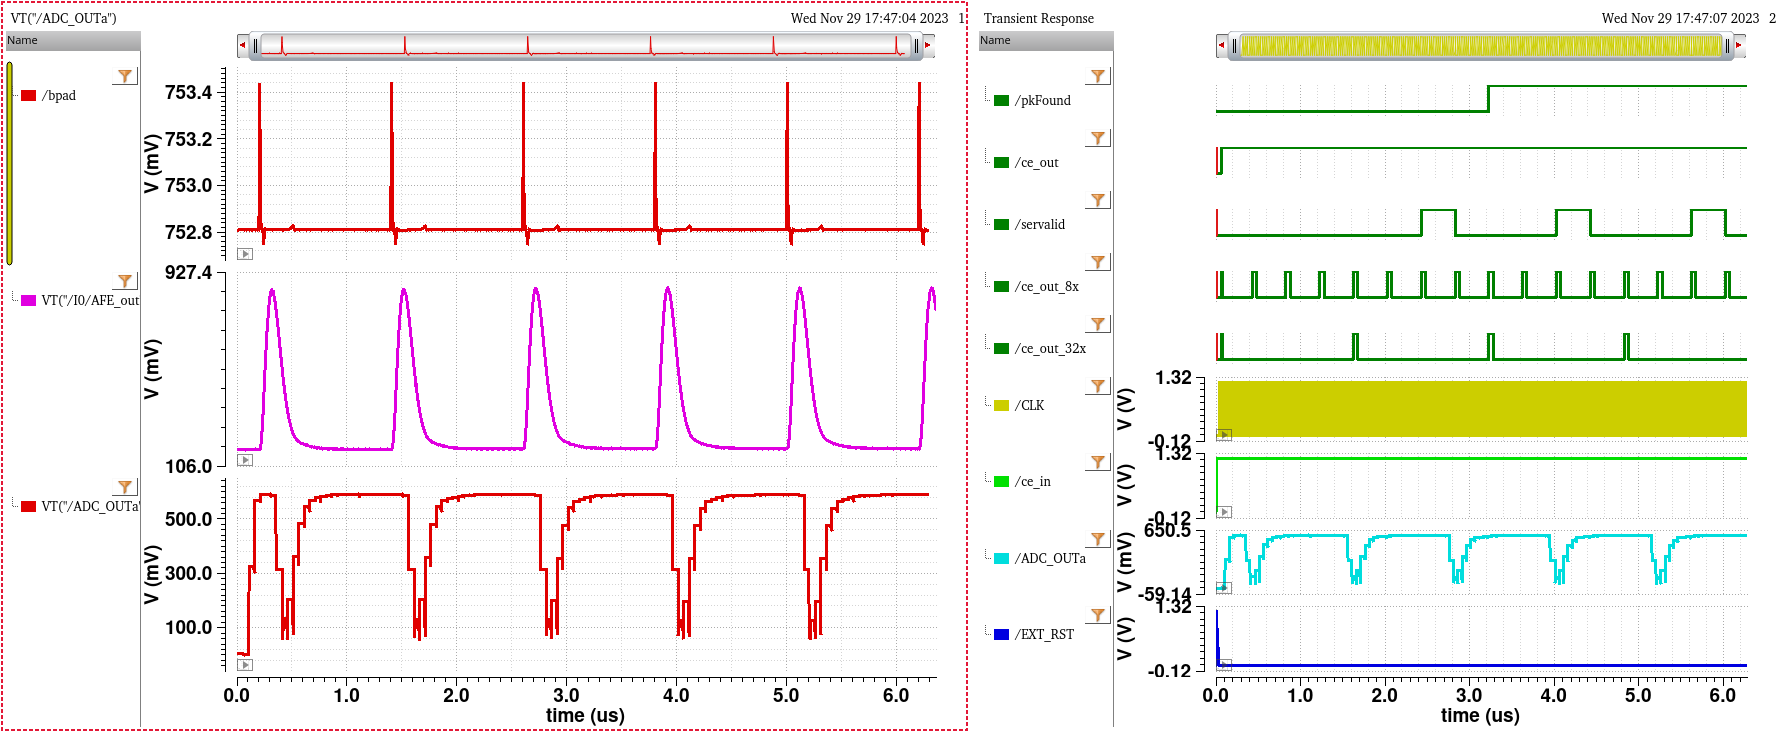 VT("/ADC_OUTa")
Wed Nov 29 17:47:04 2023 1
Name
/bpad
V (mV)
753.4
753.2
753.0
752.8
VT("/I0/AFE_out
V (mV)
927.4
106.0
VT("/ADC_OUTa"
V (mV)
500.0
300.0
100.0
0.0 1.0 2.0 3.0 4.0 5.0 6.0
time (us)
Transient Response
Wed Nov 29 17:47:07 2023 2
Name
/pkFound
/ce_out
/servalid
/ce_out_8x
/ce_out_32x
/CLK
V (V)
1.32
-0.12
/ce_in
V (V)
1.32
-0.12
/ADC_OUTa
V (mV)
650.5
-59.14
/EXT_RST
V (V)
1.32
-0.12
0.0 1.0 2.0 3.0 4.0 5.0 6.0
time (us)